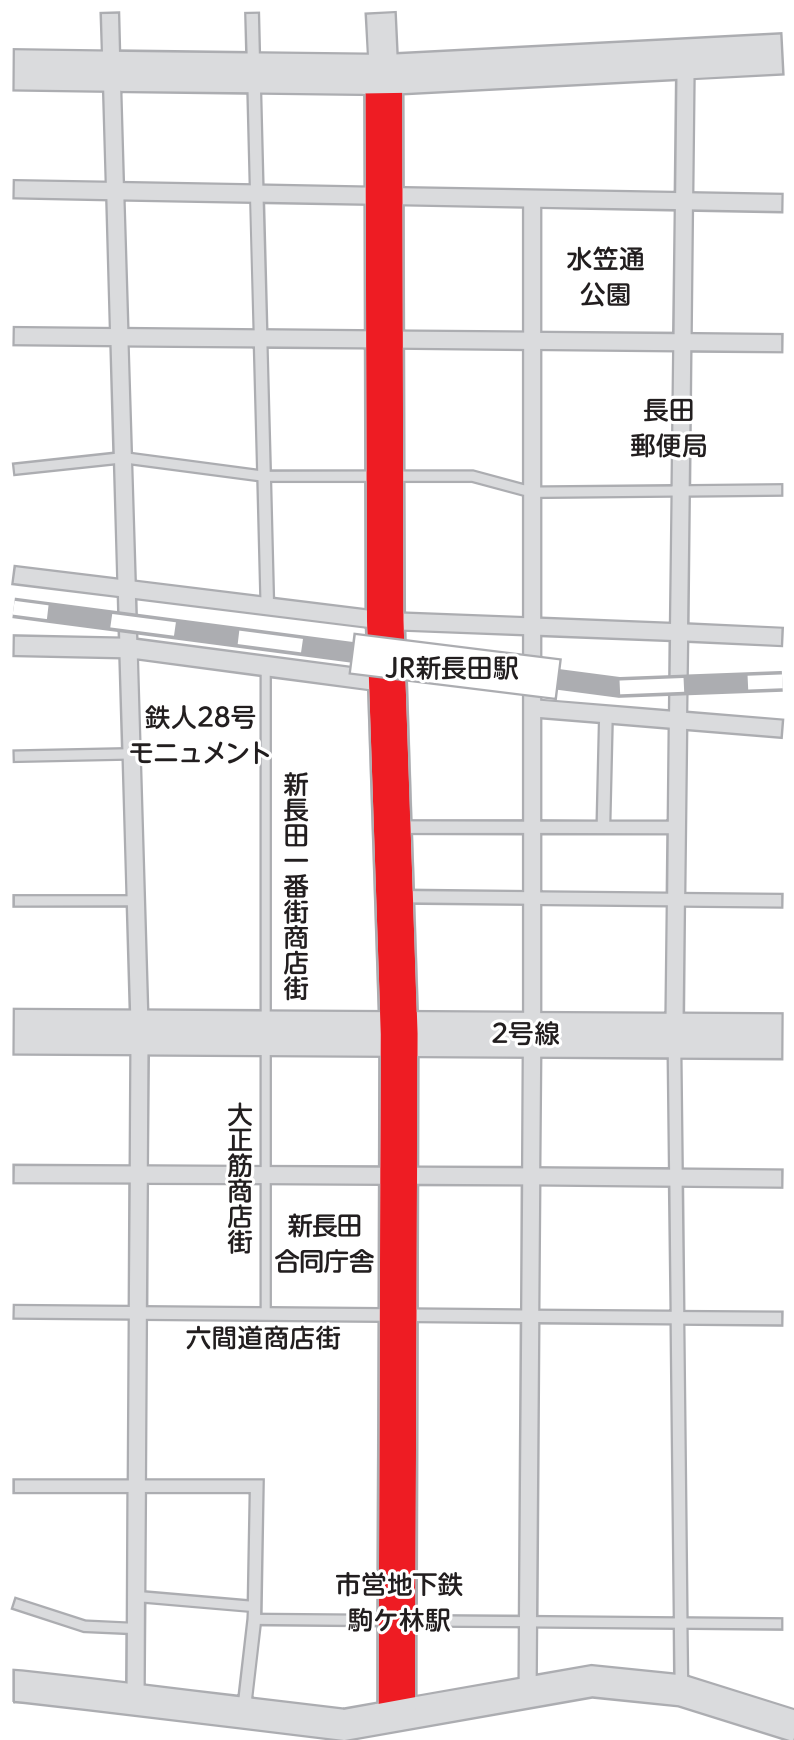 水笠通
公園
長田
郵便局
JR新長田駅
鉄人28号
モニュメント
新長田一番街商店街
2号線
大正筋商店街
新長田
合同庁舎
六間道商店街
市営地下鉄
駒ケ林駅